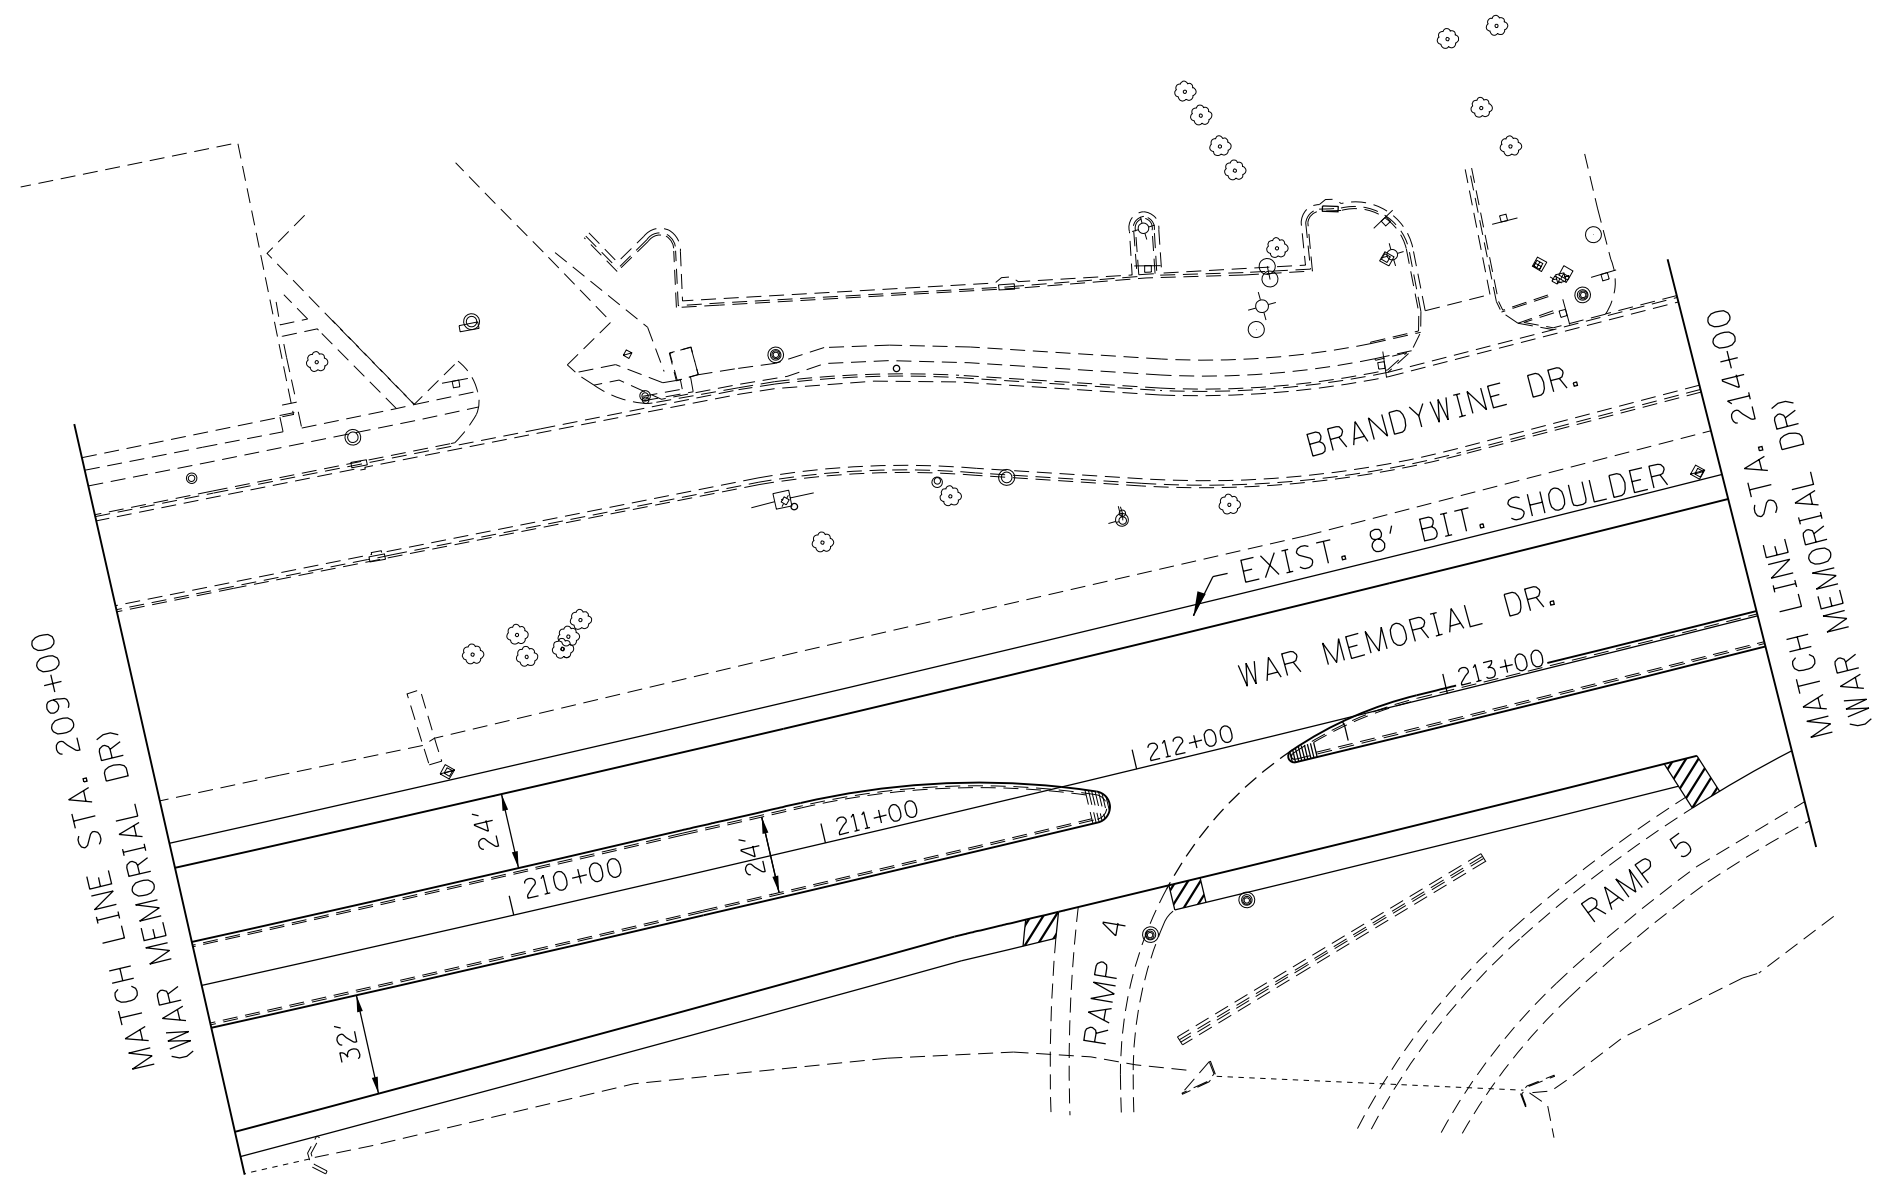 BRANDYWINE DR.
EXIST. 8' BIT. SHOULDER
WAR MEMORIAL DR.
213+00
212+00
211+00
210+00
24'
24'
32'
RAMP 4
RAMP 5
MATCH LINE STA. 209+00
(WAR MEMORIAL DR)
MATCH LINE STA. 214+00
(WAR MEMORIAL DR)